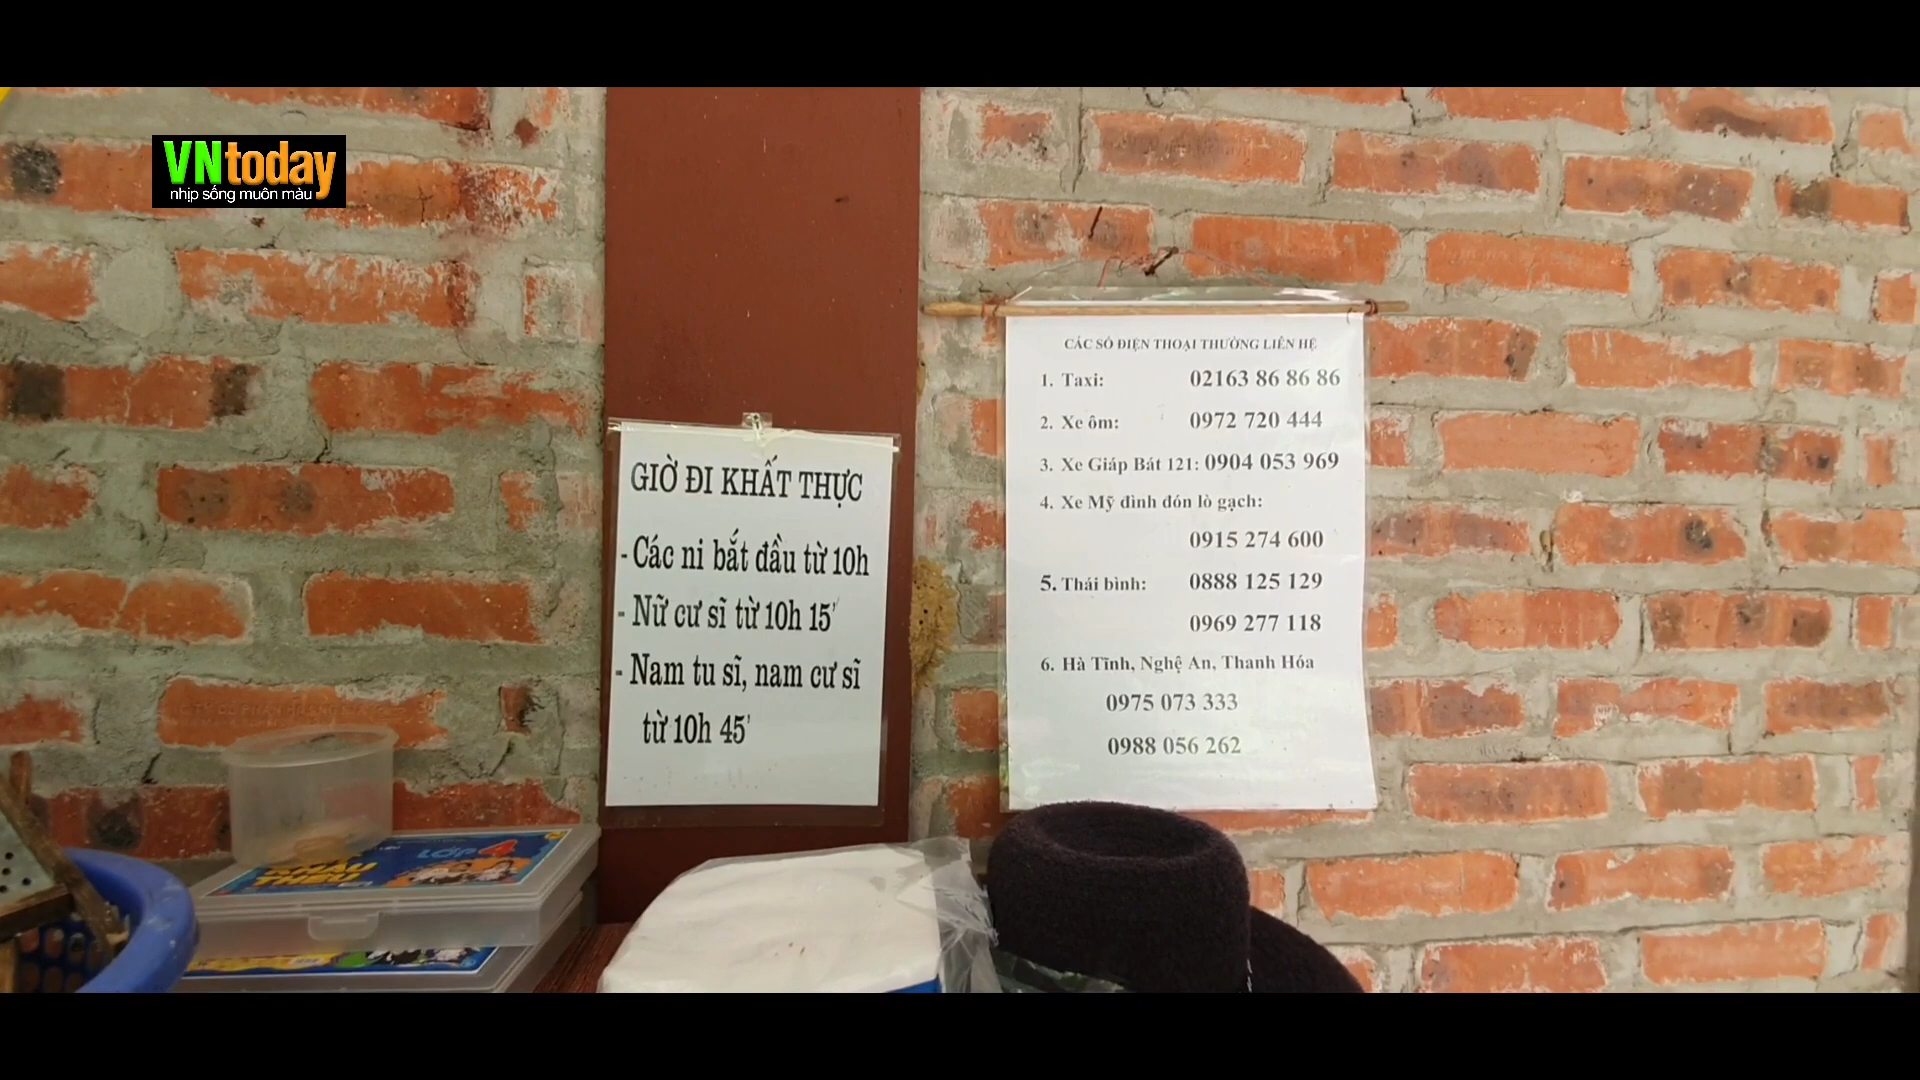 VNtoday
nhịp sống muôn màu
GIỜ ĐI KHẤT THỰC
- Các ni bắt đầu từ 10h
- Nữ cư sĩ từ 10h 15'
- Nam tu sĩ, nam cư sĩ
từ 10h 45'
CÁC SỐ ĐIỆN THOẠI THƯỜNG LIÊN HỆ
1. Taxi: 02163 86 86 86
2. Xe ôm: 0972 720 444
3. Xe Giáp Bát 121: 0904 053 969
4. Xe Mỹ đình đón lò gạch:
0915 274 600
5. Thái bình: 0888 125 129
0969 277 118
6. Hà Tĩnh, Nghệ An, Thanh Hóa
0975 073 333
0988 056 262
LỚP 4